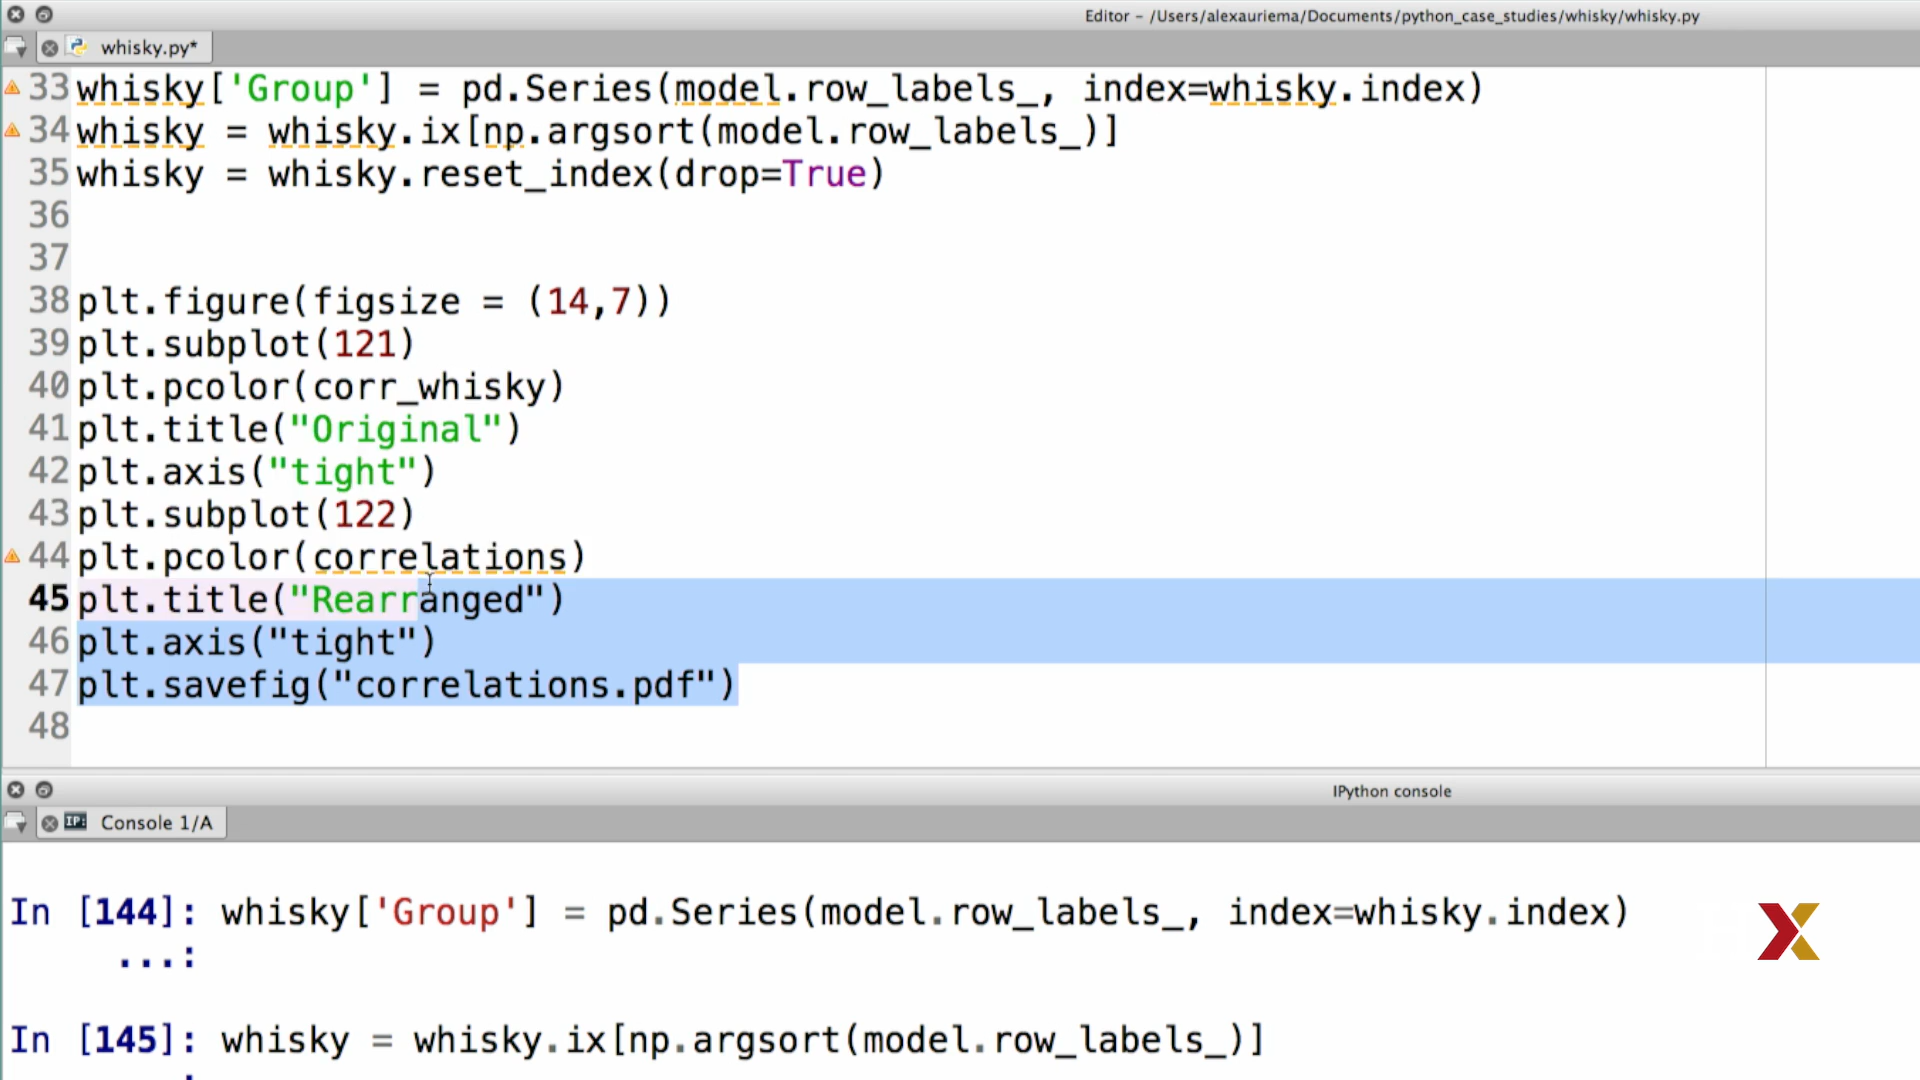 Editor – /Users/alexauriema/Documents/python_case_studies/whisky/whisky.py
whisky.py*
33 whisky['Group'] = pd.Series(model.row_labels_, index=whisky.index)
34 whisky = whisky.ix[np.argsort(model.row_labels_)]
35 whisky = whisky.reset_index(drop=True)
36
37
38 plt.figure(figsize = (14,7))
39 plt.subplot(121)
40 plt.pcolor(corr_whisky)
41 plt.title("Original")
42 plt.axis("tight")
43 plt.subplot(122)
44 plt.pcolor(correlations)
45 plt.title("Rearranged")
46 plt.axis("tight")
47 plt.savefig("correlations.pdf")
48
IPython console
IP: Console 1/A
In [144]: whisky['Group'] = pd.Series(model.row_labels_, index=whisky.index)
...:
In [145]: whisky = whisky.ix[np.argsort(model.row_labels_)]
X